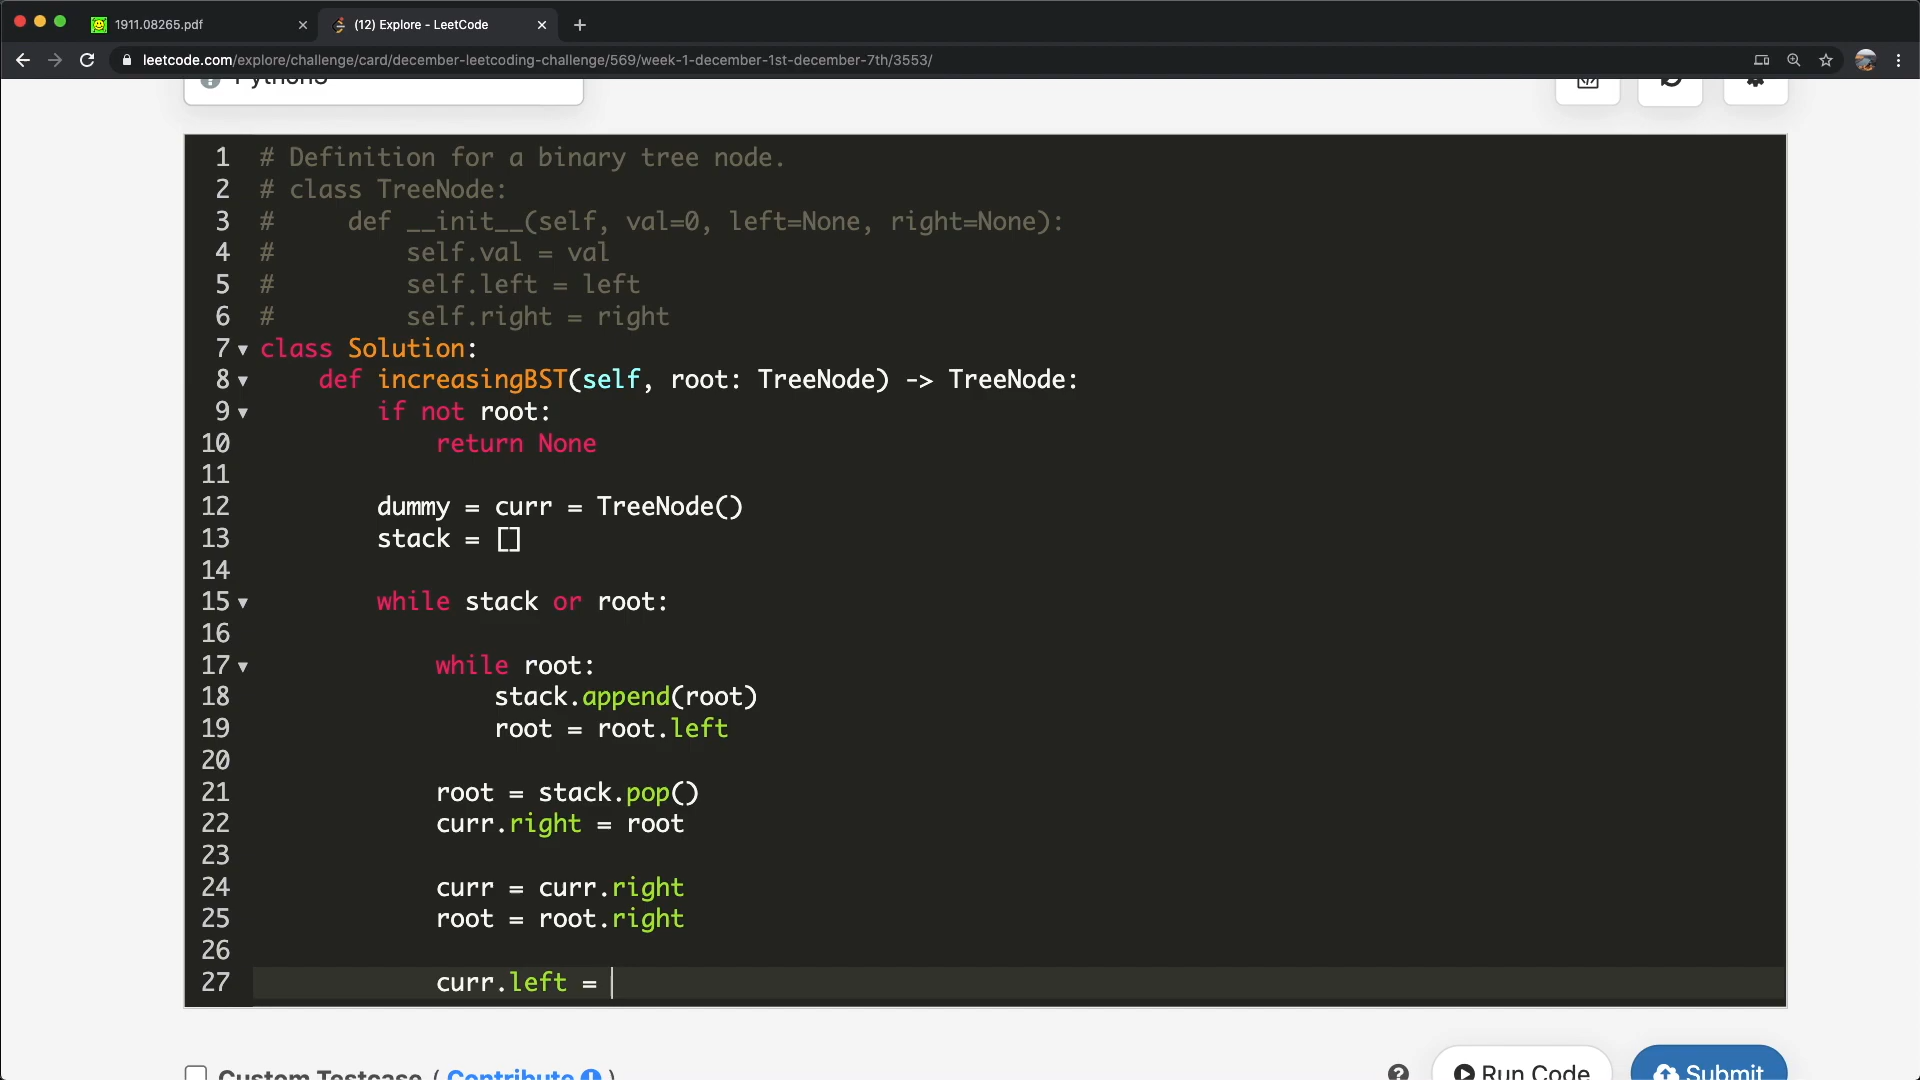 1911.08265.pdf
(12) Explore - LeetCode
leetcode.com/explore/challenge/card/december-leetcoding-challenge/569/week-1-december-1st-december-7th/3553/
Python3
1 # Definition for a binary tree node.
2 # class TreeNode:
3 #     def __init__(self, val=0, left=None, right=None):
4 #         self.val = val
5 #         self.left = left
6 #         self.right = right
7 class Solution:
8     def increasingBST(self, root: TreeNode) -> TreeNode:
9         if not root:
10             return None
11
12         dummy = curr = TreeNode()
13         stack = []
14
15         while stack or root:
16
17             while root:
18                 stack.append(root)
19                 root = root.left
20
21             root = stack.pop()
22             curr.right = root
23
24             curr = curr.right
25             root = root.right
26
27             curr.left =
Custom Testcase ( Contribute )
Run Code
Submit